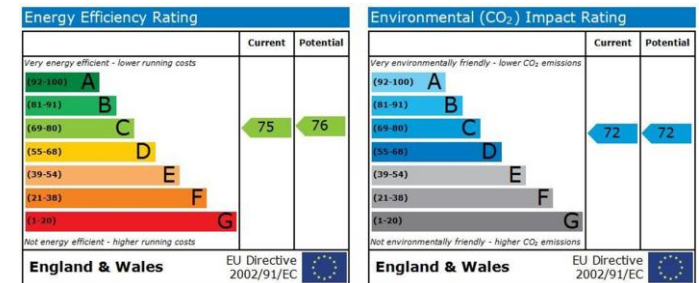 Energy Efficiency Rating
Current Potential
Very energy efficient - lower running costs
(92-100) A
(81-91) B
(69-80) C 75 76
(55-68) D
(39-54) E
(21-38) F
(1-20) G
Not energy efficient - higher running costs
England & Wales EU Directive 2002/91/EC
Environmental (CO₂) Impact Rating
Current Potential
Very environmentally friendly - lower CO₂ emissions
(92-100) A
(81-91) B
(69-80) C 72 72
(55-68) D
(39-54) E
(21-38) F
(1-20) G
Not environmentally friendly - higher CO₂ emissions
England & Wales EU Directive 2002/91/EC